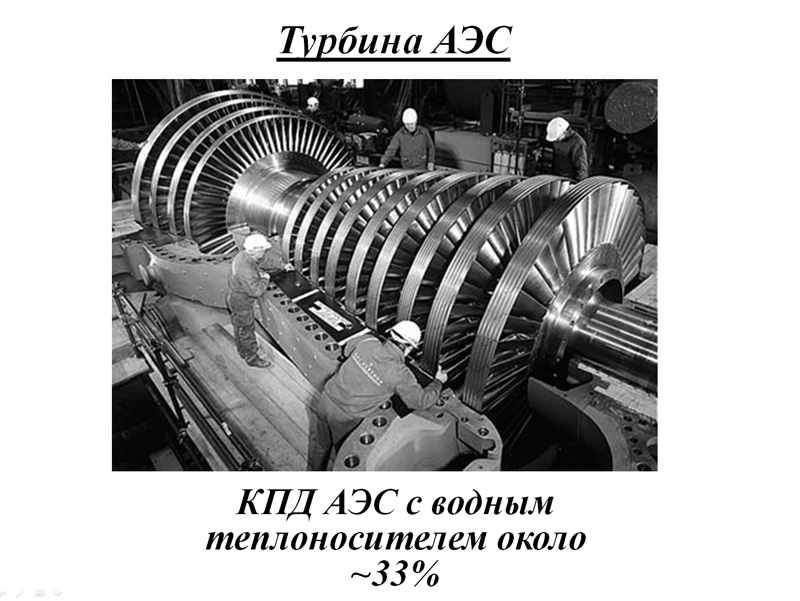 Турбина АЭС
КПД АЭС с водным
теплоносителем около
~33%